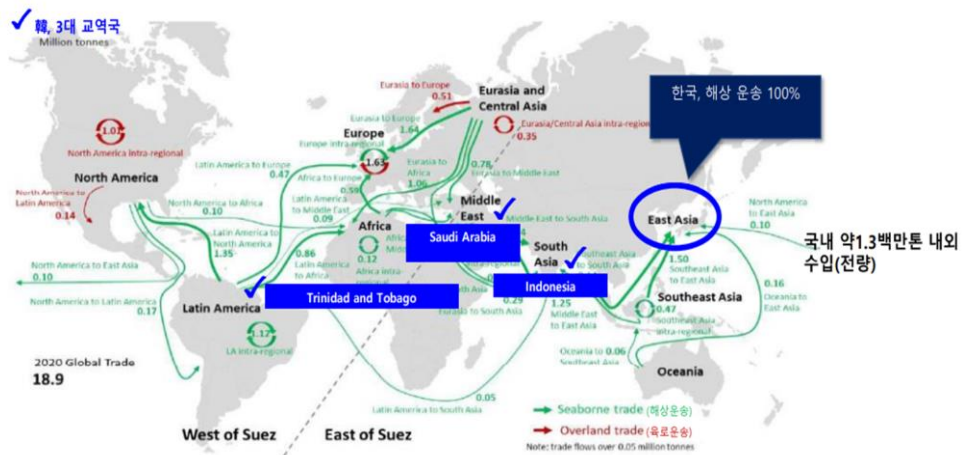 ✓ 韓, 3대 교역국
Million tonnes
한국, 해상 운송 100%
Eurasia to Europe
0.51
Eurasia and
Central Asia
Eurasia to Europe
1.64
Eurasia/Central Asia intra-regio
0.35
Europe
Europe intra-regional
1.63
1.01
North America intra-regional
North America
Latin America to Europe
0.47
Africa to Europe
0.59
Eurasia to
Africa
1.06
0.78
Eurasia to Middle East
North America to
Latin America
0.14
North America to Africa
0.10
Latin America
to Middle East
0.09
Middle
East
Middle East to South Asia
East Asia
North America
to East Asia
0.10
Africa
0.12
Africa intra-
Saudi Arabia
South
Asia
국내 약1.3백만톤 내외
수입(전량)
Latin America
to North America
1.35
0.86
Latin America
to Africa
Southeast Asia
to South Asia
1.50
Southeast Asia
to East Asia
North America to East Asia
0.10
North America to Latin America
0.17
Latin America
Trinidad and Tobago
Indonesia
0.29
1.25
Middle East
to East Asia
Southeast Asia
0.47
Southeast Asia
intra-regional
0.16
Oceania to
East Asia
1.12
LA intra-regional
Oceania to
Southeast Asia
0.06
Oceania
2020 Global Trade
18.9
0.05
Latin America to South Asia
West of Suez
East of Suez
Seaborne trade (해상운송)
Overland trade (육로운송)
Note: trade flows over 0.05 million tonnes